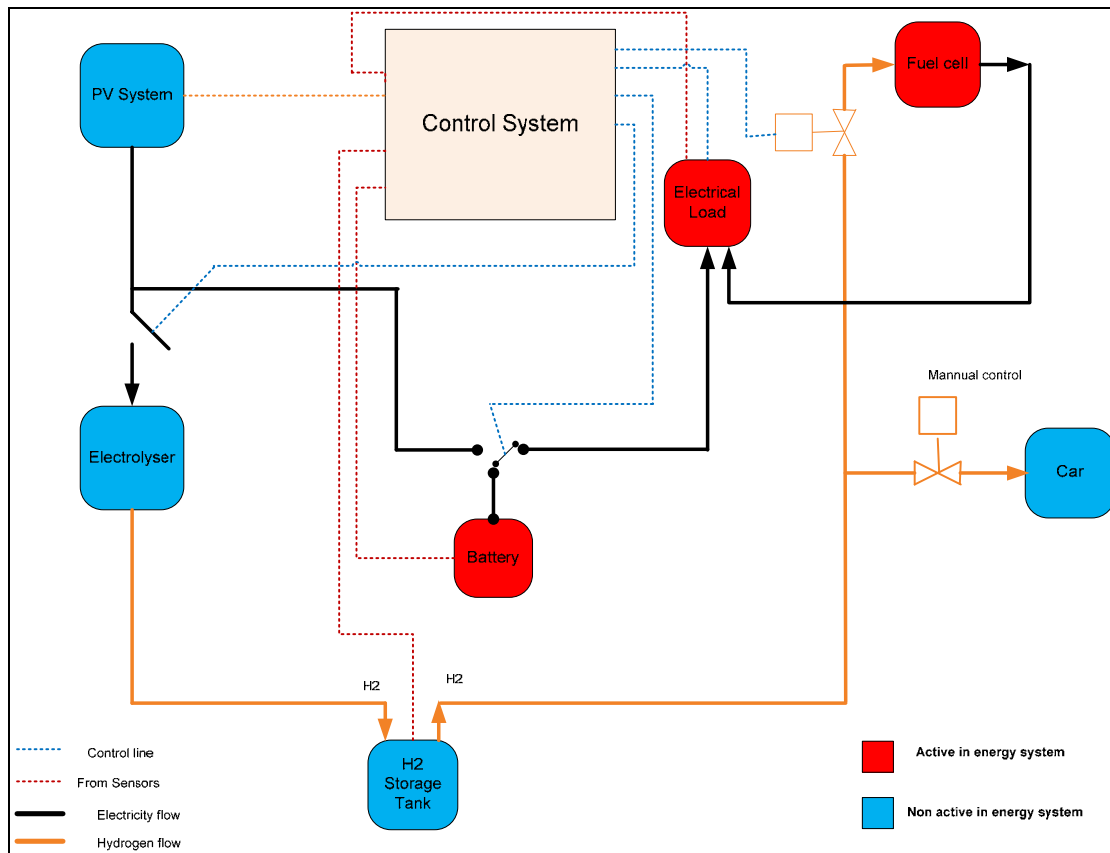 PV System
Control System
Fuel cell
Electrical
Load
Mannual control
Electrolyser
Car
Battery
H2
H2
H2
Storage
Tank
Control line
From Sensors
Electricity flow
Hydrogen flow
Active in energy system
Non active in energy system